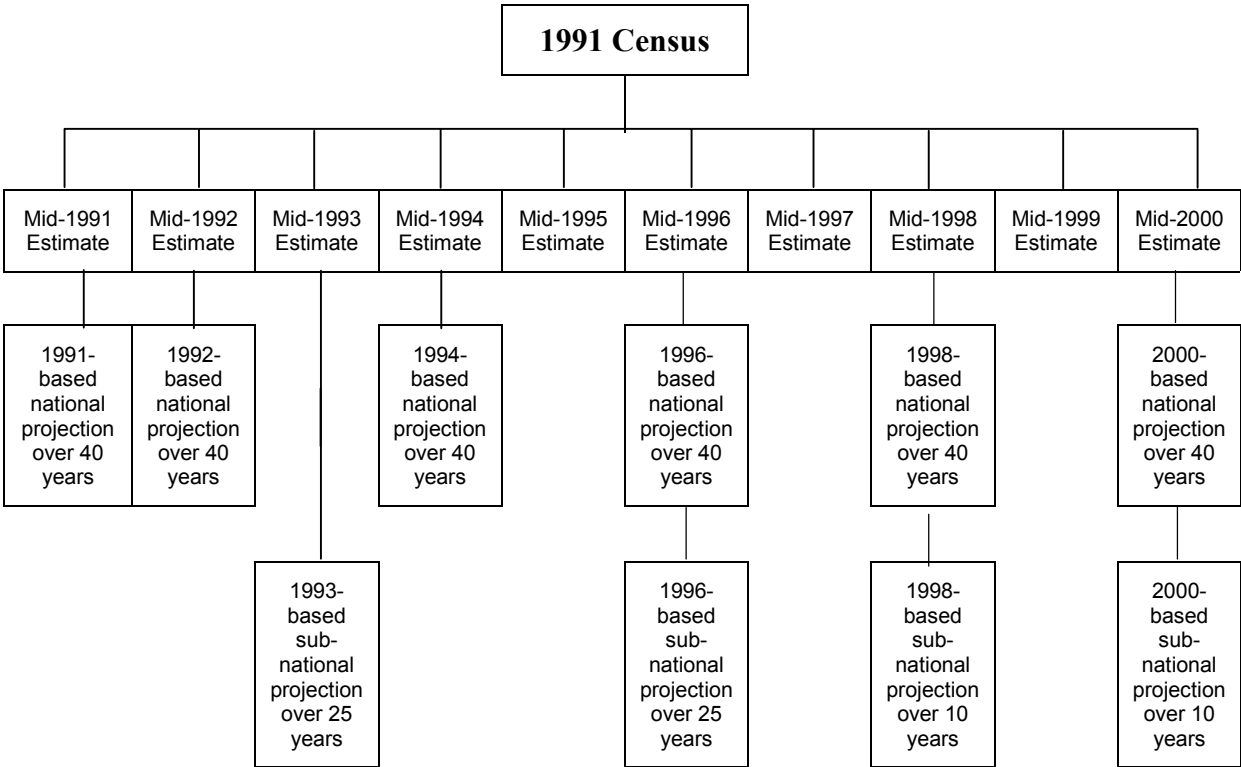 1991 Census
Mid-1991
Estimate
Mid-1992
Estimate
Mid-1993
Estimate
Mid-1994
Estimate
Mid-1995
Estimate
Mid-1996
Estimate
Mid-1997
Estimate
Mid-1998
Estimate
Mid-1999
Estimate
Mid-2000
Estimate
1991-
based
national
projection
over 40
years
1992-
based
national
projection
over 40
years
1994-
based
national
projection
over 40
years
1996-
based
national
projection
over 40
years
1998-
based
national
projection
over 40
years
2000-
based
national
projection
over 40
years
1993-
based
sub-
national
projection
over 25
years
1996-
based
sub-
national
projection
over 25
years
1998-
based
sub-
national
projection
over 10
years
2000-
based
sub-
national
projection
over 10
years